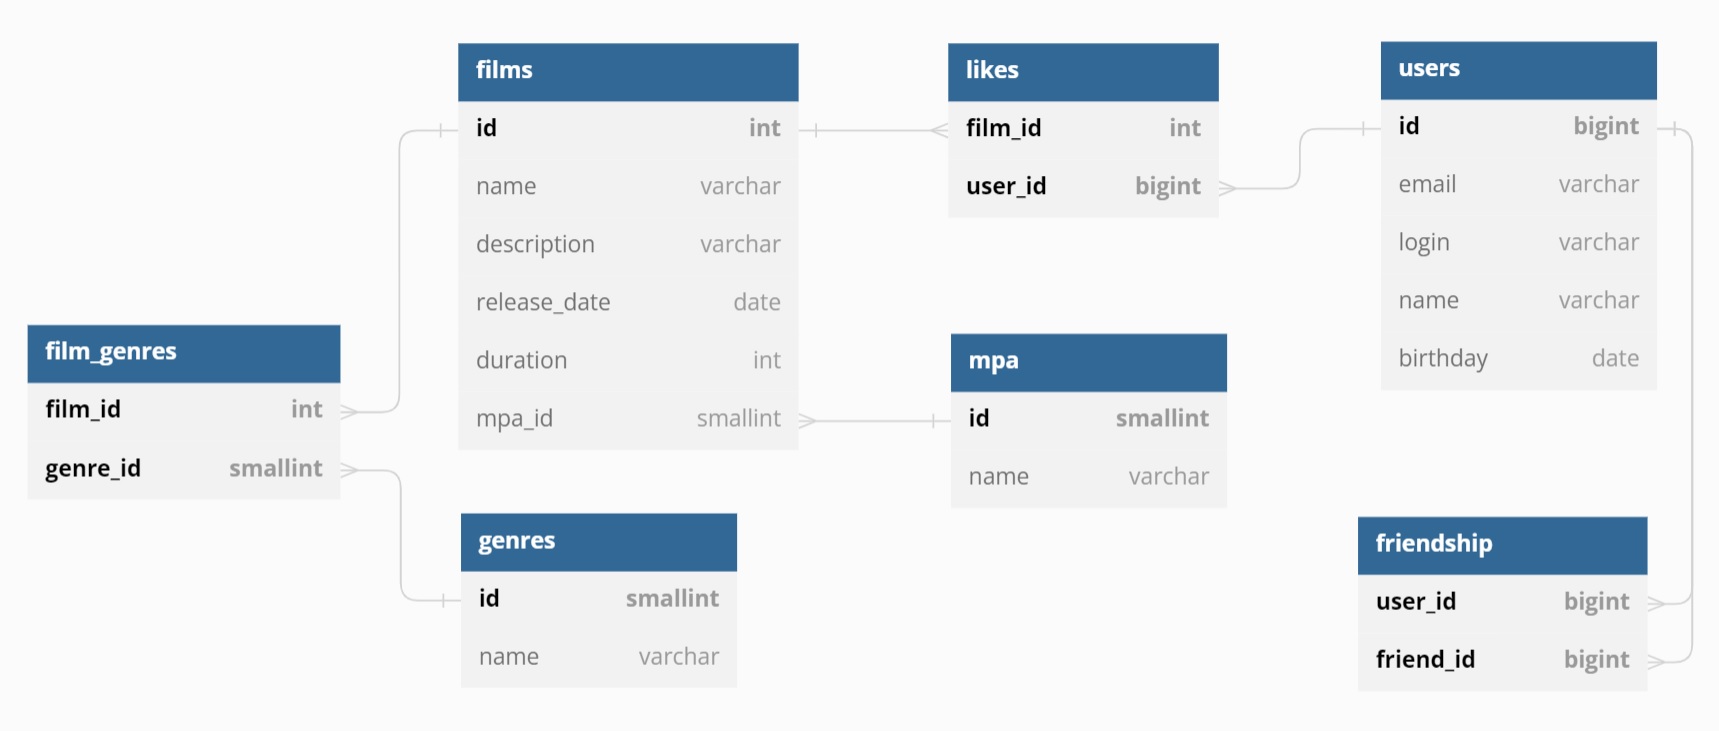 films
id int
name varchar
description varchar
release_date date
duration int
mpa_id smallint
likes
film_id int
user_id bigint
users
id bigint
email varchar
login varchar
name varchar
birthday date
film_genres
film_id int
genre_id smallint
mpa
id smallint
name varchar
genres
id smallint
name varchar
friendship
user_id bigint
friend_id bigint